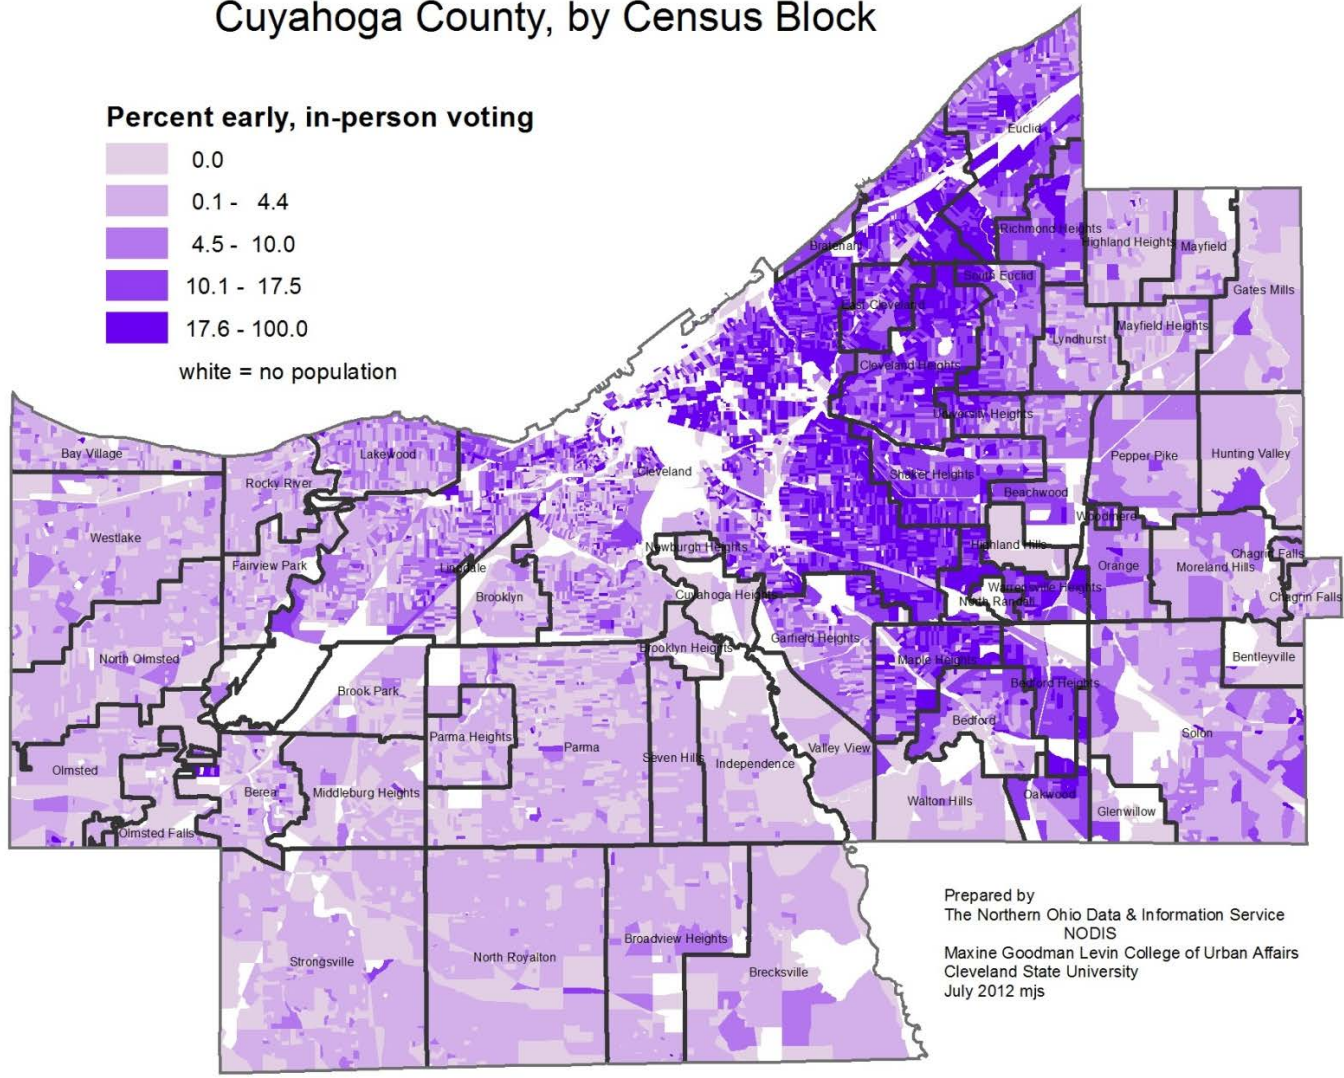 Cuyahoga County, by Census Block
Percent early, in-person voting
0.0
0.1 - 4.4
4.5 - 10.0
10.1 - 17.5
17.6 - 100.0
white = no population
Euclid
Richmond Heights
Highland Heights
Mayfield
Bratenahl
South Euclid
Gates Mills
East Cleveland
Mayfield Heights
Lyndhurst
Cleveland Heights
University Heights
Bay Village
Lakewood
Rocky River
Cleveland
Shaker Heights
Pepper Pike
Hunting Valley
Beachwood
Woodmere
Westlake
Fairview Park
Newburgh Heights
Highland Hills
Chagrin Falls
Linndale
Orange
Moreland Hills
Brooklyn
Cuyahoga Heights
Warrensville Heights
North Randall
Chagrin Falls
Garfield Heights
Brooklyn Heights
North Olmsted
Maple Heights
Bentleyville
Brook Park
Bedford Heights
Bedford
Solon
Parma Heights
Parma
Seven Hills
Independence
Valley View
Olmsted
Berea
Middleburg Heights
Walton Hills
Oakwood
Glenwillow
Olmsted Falls
Strongsville
North Royalton
Broadview Heights
Brecksville
Prepared by
The Northern Ohio Data & Information Service
NODIS
Maxine Goodman Levin College of Urban Affairs
Cleveland State University
July 2012 mjs